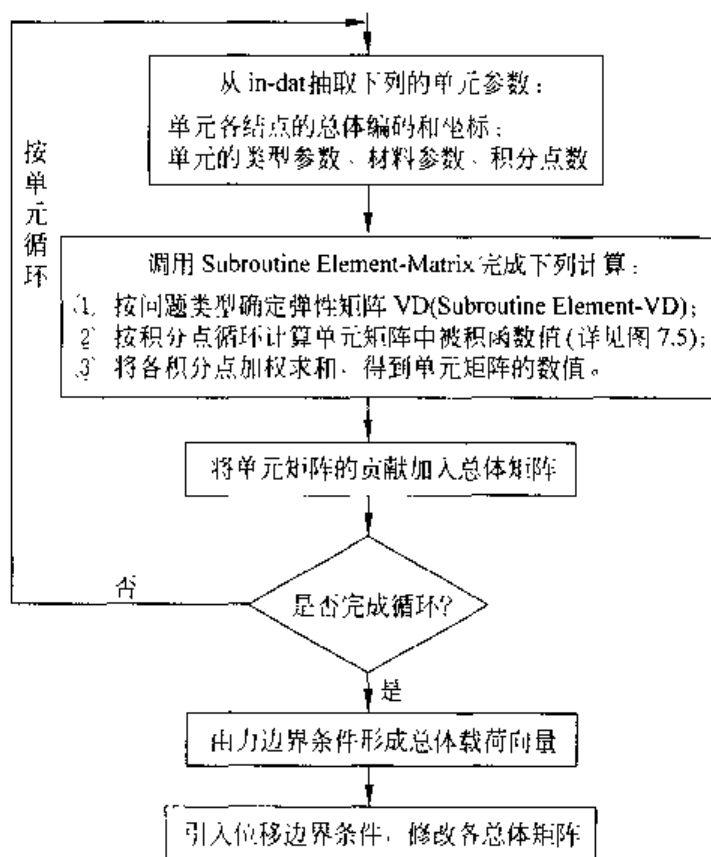 从 in-dat 抽取下列的单元参数：
单元各结点的总体编码和坐标；
单元的类型参数、材料参数、积分点数
按单元循环
调用 Subroutine Element-Matrix 完成下列计算：
1 按问题类型确定弹性矩阵 VD(Subroutine Element-VD);
2 按积分点循环计算单元矩阵中被积函数值(详见图 7.5);
3 将各积分点加权求和，得到单元矩阵的数值。
将单元矩阵的贡献加入总体矩阵
否
是否完成循环?
是
由力边界条件形成总体载荷向量
引入位移边界条件，修改各总体矩阵